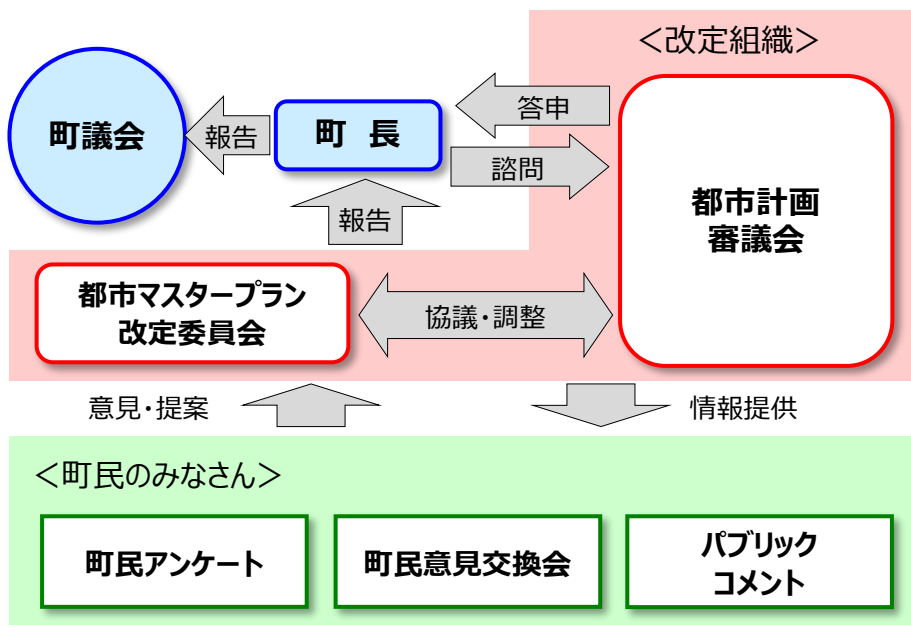 ＜改定組織＞
町議会
報告
町 長
答申
諮問
都市計画
審議会
報告
都市マスタープラン
改定委員会
協議・調整
意見・提案
情報提供
＜町民のみなさん＞
町民アンケート
町民意見交換会
パブリック
コメント